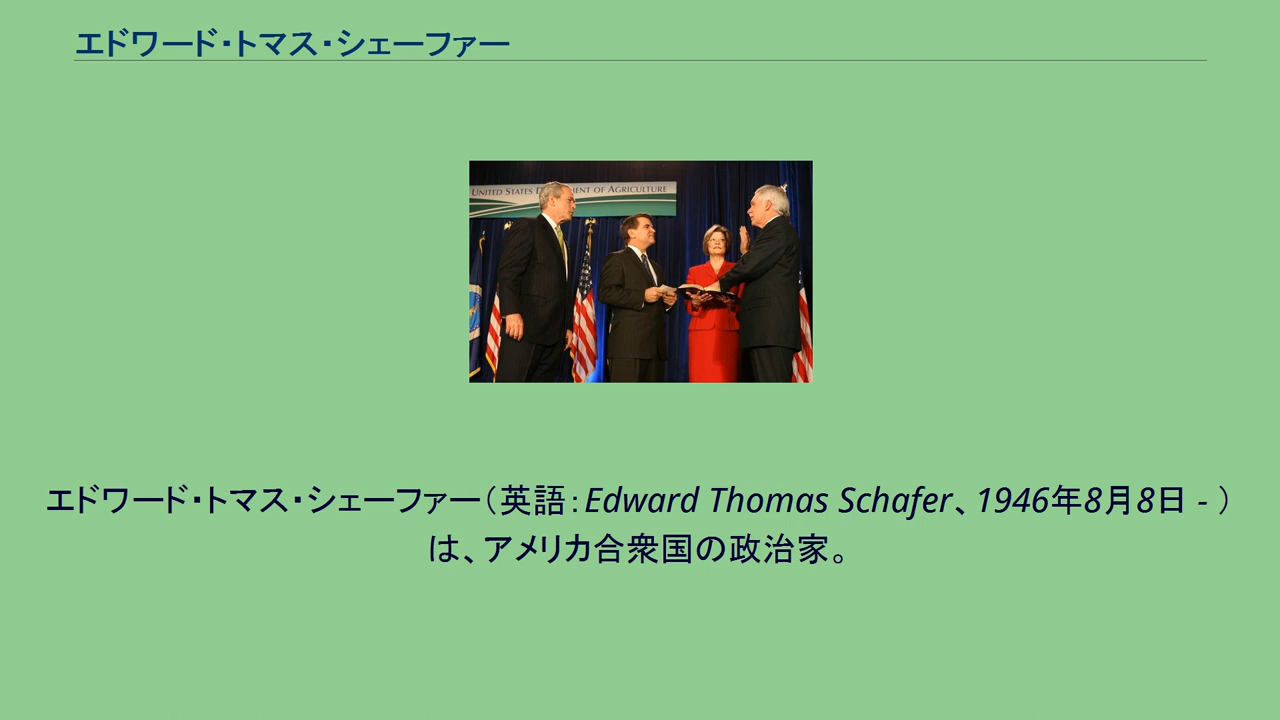 エドワード・トマス・シェーファー
UNITED STATES DEPARTMENT OF AGRICULTURE
エドワード・トマス・シェーファー（英語：Edward Thomas Schafer、1946年8月8日 - ）
は、アメリカ合衆国の政治家。